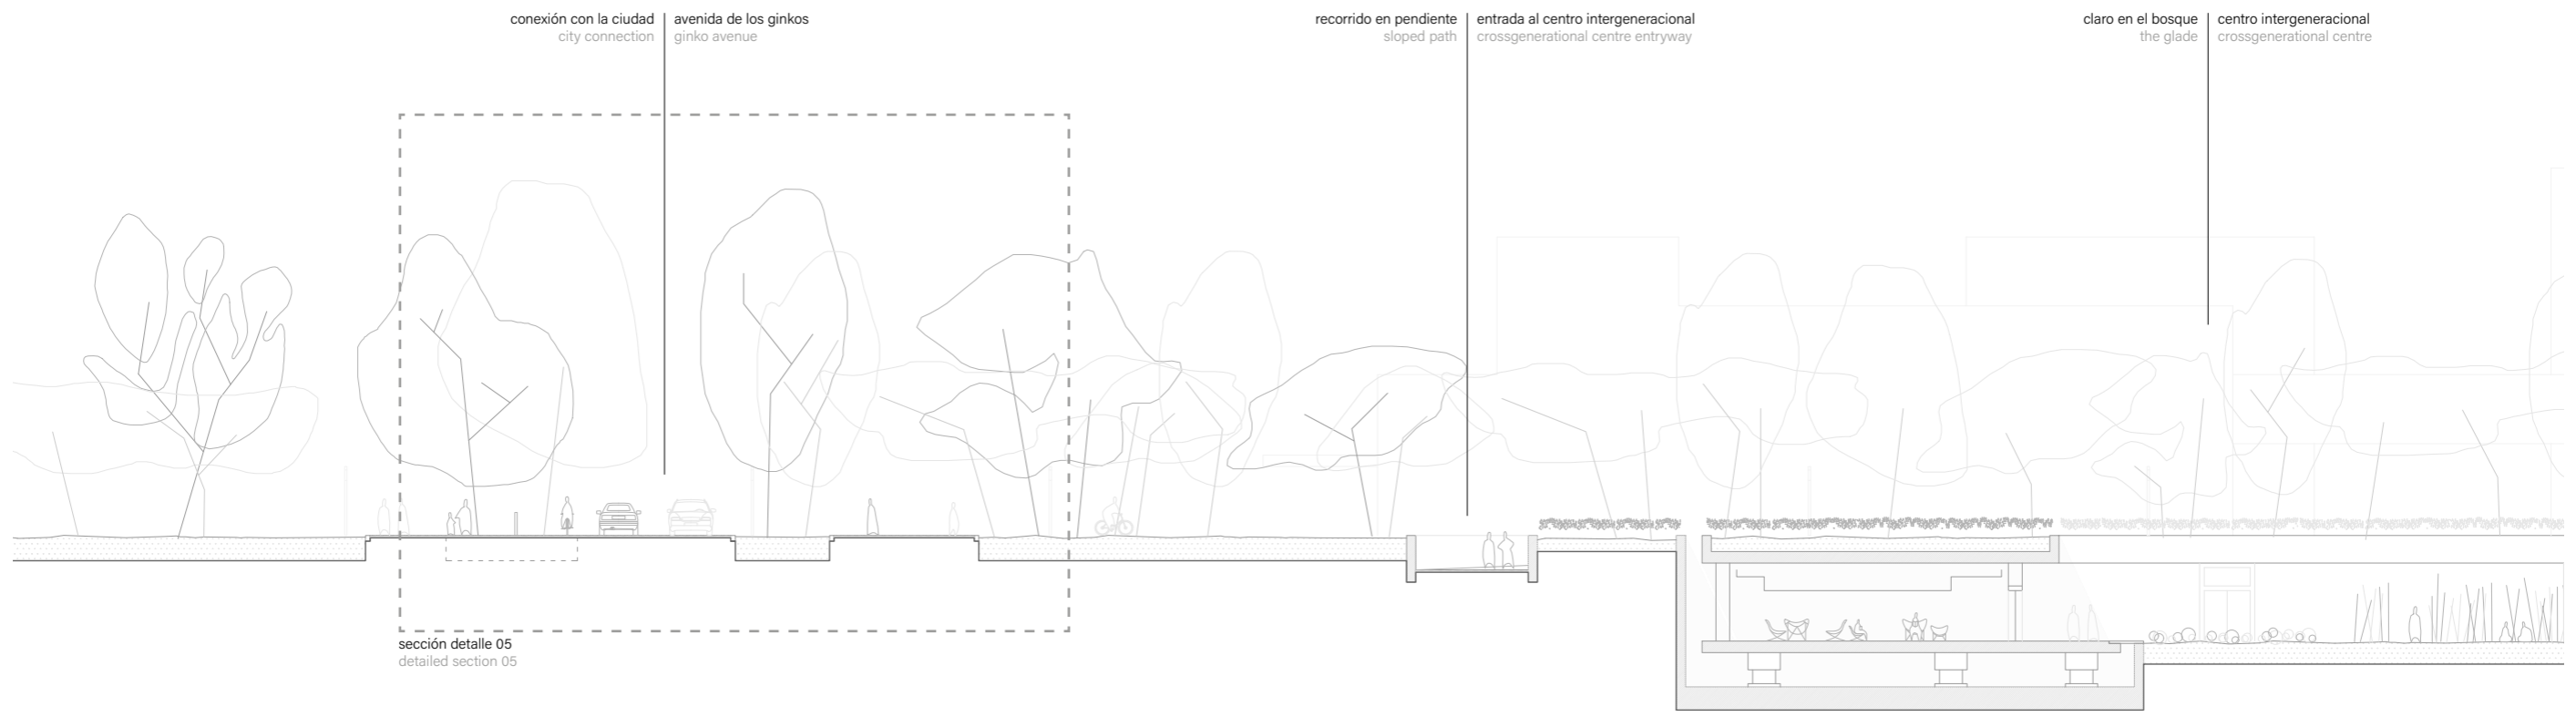 conexión con la ciudad
city connection
avenida de los ginkos
ginko avenue
recorrido en pendiente
sloped path
entrada al centro intergeneracional
crossgenerational centre entryway
claro en el bosque
the glade
centro intergeneracional
crossgenerational centre
sección detalle 05
detailed section 05